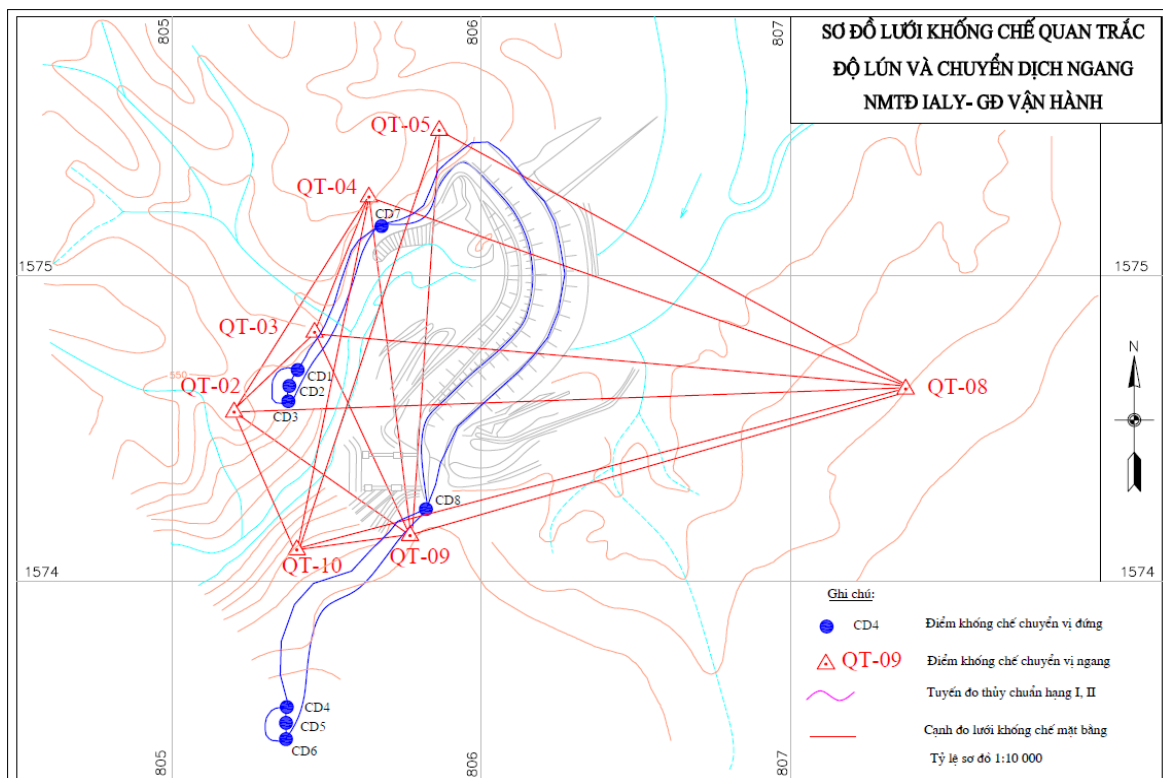 805
806
807
SƠ ĐỒ LƯỚI KHỐNG CHẾ QUAN TRẮC
ĐỘ LÚN VÀ CHUYỂN DỊCH NGANG
NMTĐ IALY- GĐ VẬN HÀNH
QT-05
QT-04
CD7
1575
1575
QT-03
550
CD1
CD2
CD3
QT-02
QT-08
N
CD8
QT-10
QT-09
1574
1574
Ghi chú:
CD4
Điểm khống chế chuyển vị đứng
QT-09
Điểm khống chế chuyển vị ngang
Tuyến đo thủy chuẩn hạng I, II
Cạnh đo lưới khống chế mặt bằng
Tỷ lệ sơ đồ 1:10 000
CD4
CD5
CD6
805
806
807